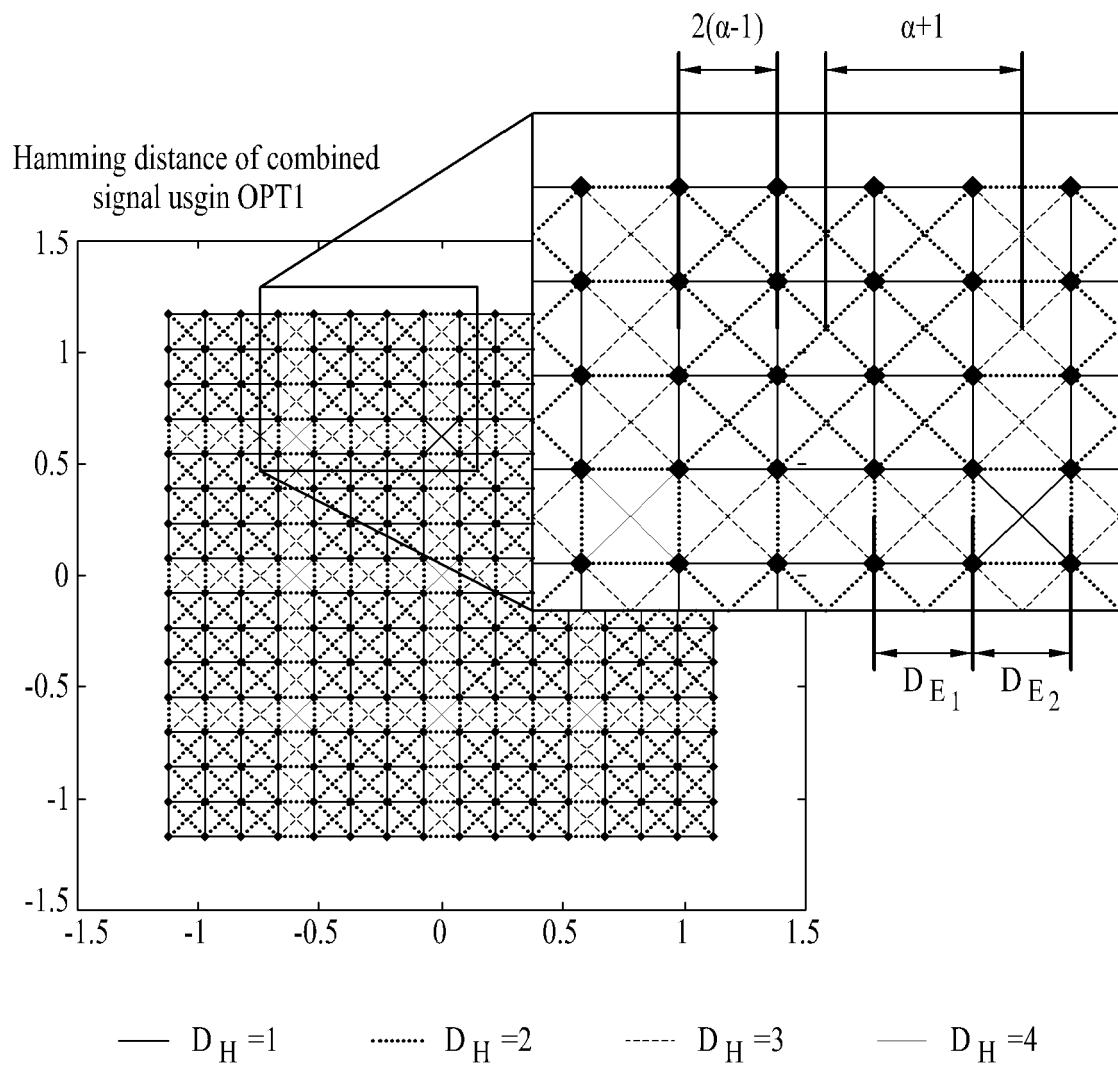 2(α-1)
α+1
Hamming distance of combined
signal usgin OPT1
1.5
1
0.5
0
-0.5
-1
-1.5
-1.5
-1
-0.5
0
0.5
1
1.5
D E 1
D E 2
D H =1
D H =2
D H =3
D H =4